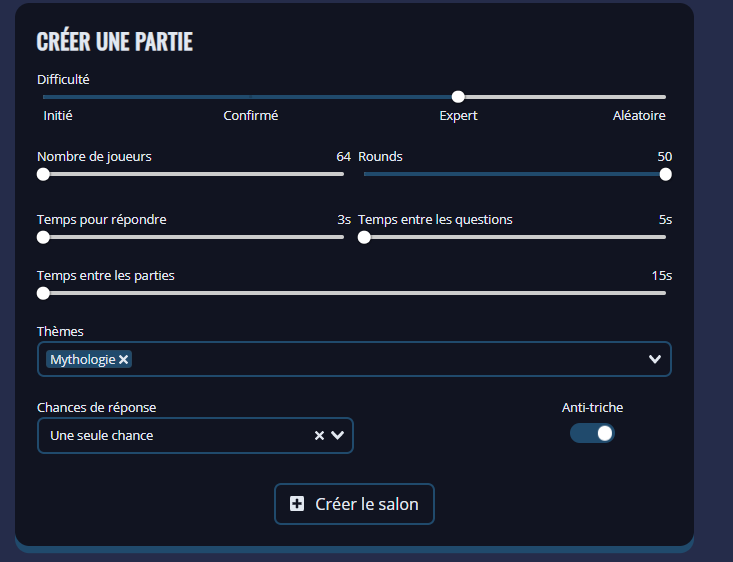 CRÉER UNE PARTIE
Difficulté
Initié Confirmé Expert Aléatoire
Nombre de joueurs 64 Rounds 50
Temps pour répondre 3s Temps entre les questions 5s
Temps entre les parties 15s
Thèmes
Mythologie
Chances de réponse Anti-triche
Une seule chance
Créer le salon